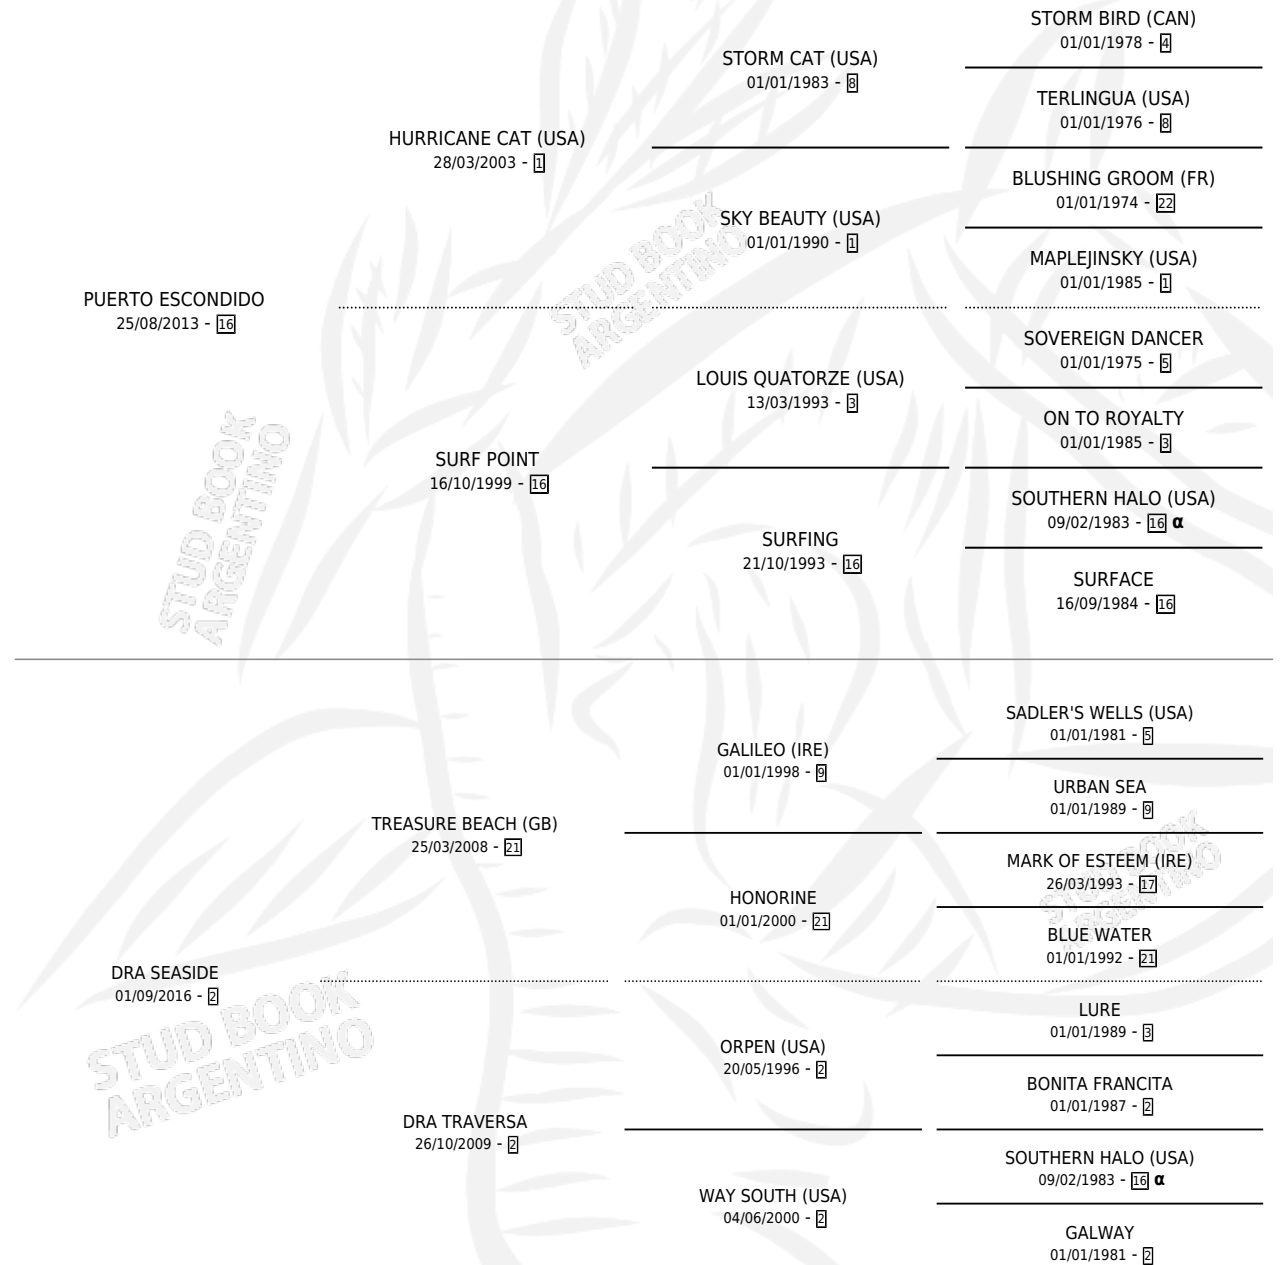 STORM BIRD (CAN)
01/01/1978 - 4
STORM CAT (USA)
01/01/1983 - 8
TERLINGUA (USA)
01/01/1976 - 8
HURRICANE CAT (USA)
28/03/2003 - 1
BLUSHING GROOM (FR)
01/01/1974 - 22
SKY BEAUTY (USA)
01/01/1990 - 1
MAPLEJINSKY (USA)
01/01/1985 - 1
PUERTO ESCONDIDO
25/08/2013 - 16
SOVEREIGN DANCER
01/01/1975 - 5
LOUIS QUATORZE (USA)
13/03/1993 - 3
ON TO ROYALTY
01/01/1985 - 3
SURF POINT
16/10/1999 - 16
SOUTHERN HALO (USA)
09/02/1983 - 16 α
SURFING
21/10/1993 - 16
SURFACE
16/09/1984 - 16
STUD BOOK
ARGENTINO
STUD BOOK
ARGENTINO
SADLER'S WELLS (USA)
01/01/1981 - 5
GALILEO (IRE)
01/01/1998 - 9
URBAN SEA
01/01/1989 - 9
TREASURE BEACH (GB)
25/03/2008 - 21
MARK OF ESTEEM (IRE)
26/03/1993 - 17
HONORINE
01/01/2000 - 21
BLUE WATER
01/01/1992 - 21
DRA SEASIDE
01/09/2016 - 2
LURE
01/01/1989 - 3
ORPEN (USA)
20/05/1996 - 2
BONITA FRANCITA
01/01/1987 - 2
DRA TRAVERSA
26/10/2009 - 2
SOUTHERN HALO (USA)
09/02/1983 - 16 α
WAY SOUTH (USA)
04/06/2000 - 2
GALWAY
01/01/1981 - 2
STUD BOOK
ARGENTINO
STUD BOOK
ARGENTINO